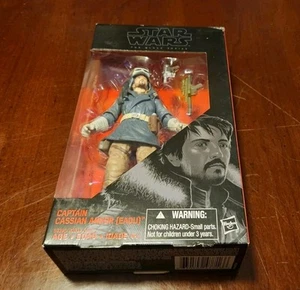 STAR
WARS
THE BLACK SERIES
CAPTAIN
CASSIAN ANDOR (EADU)
WARNING:
CHOKING HAZARD-Small parts.
Not for children under 3 years.
Hasbro